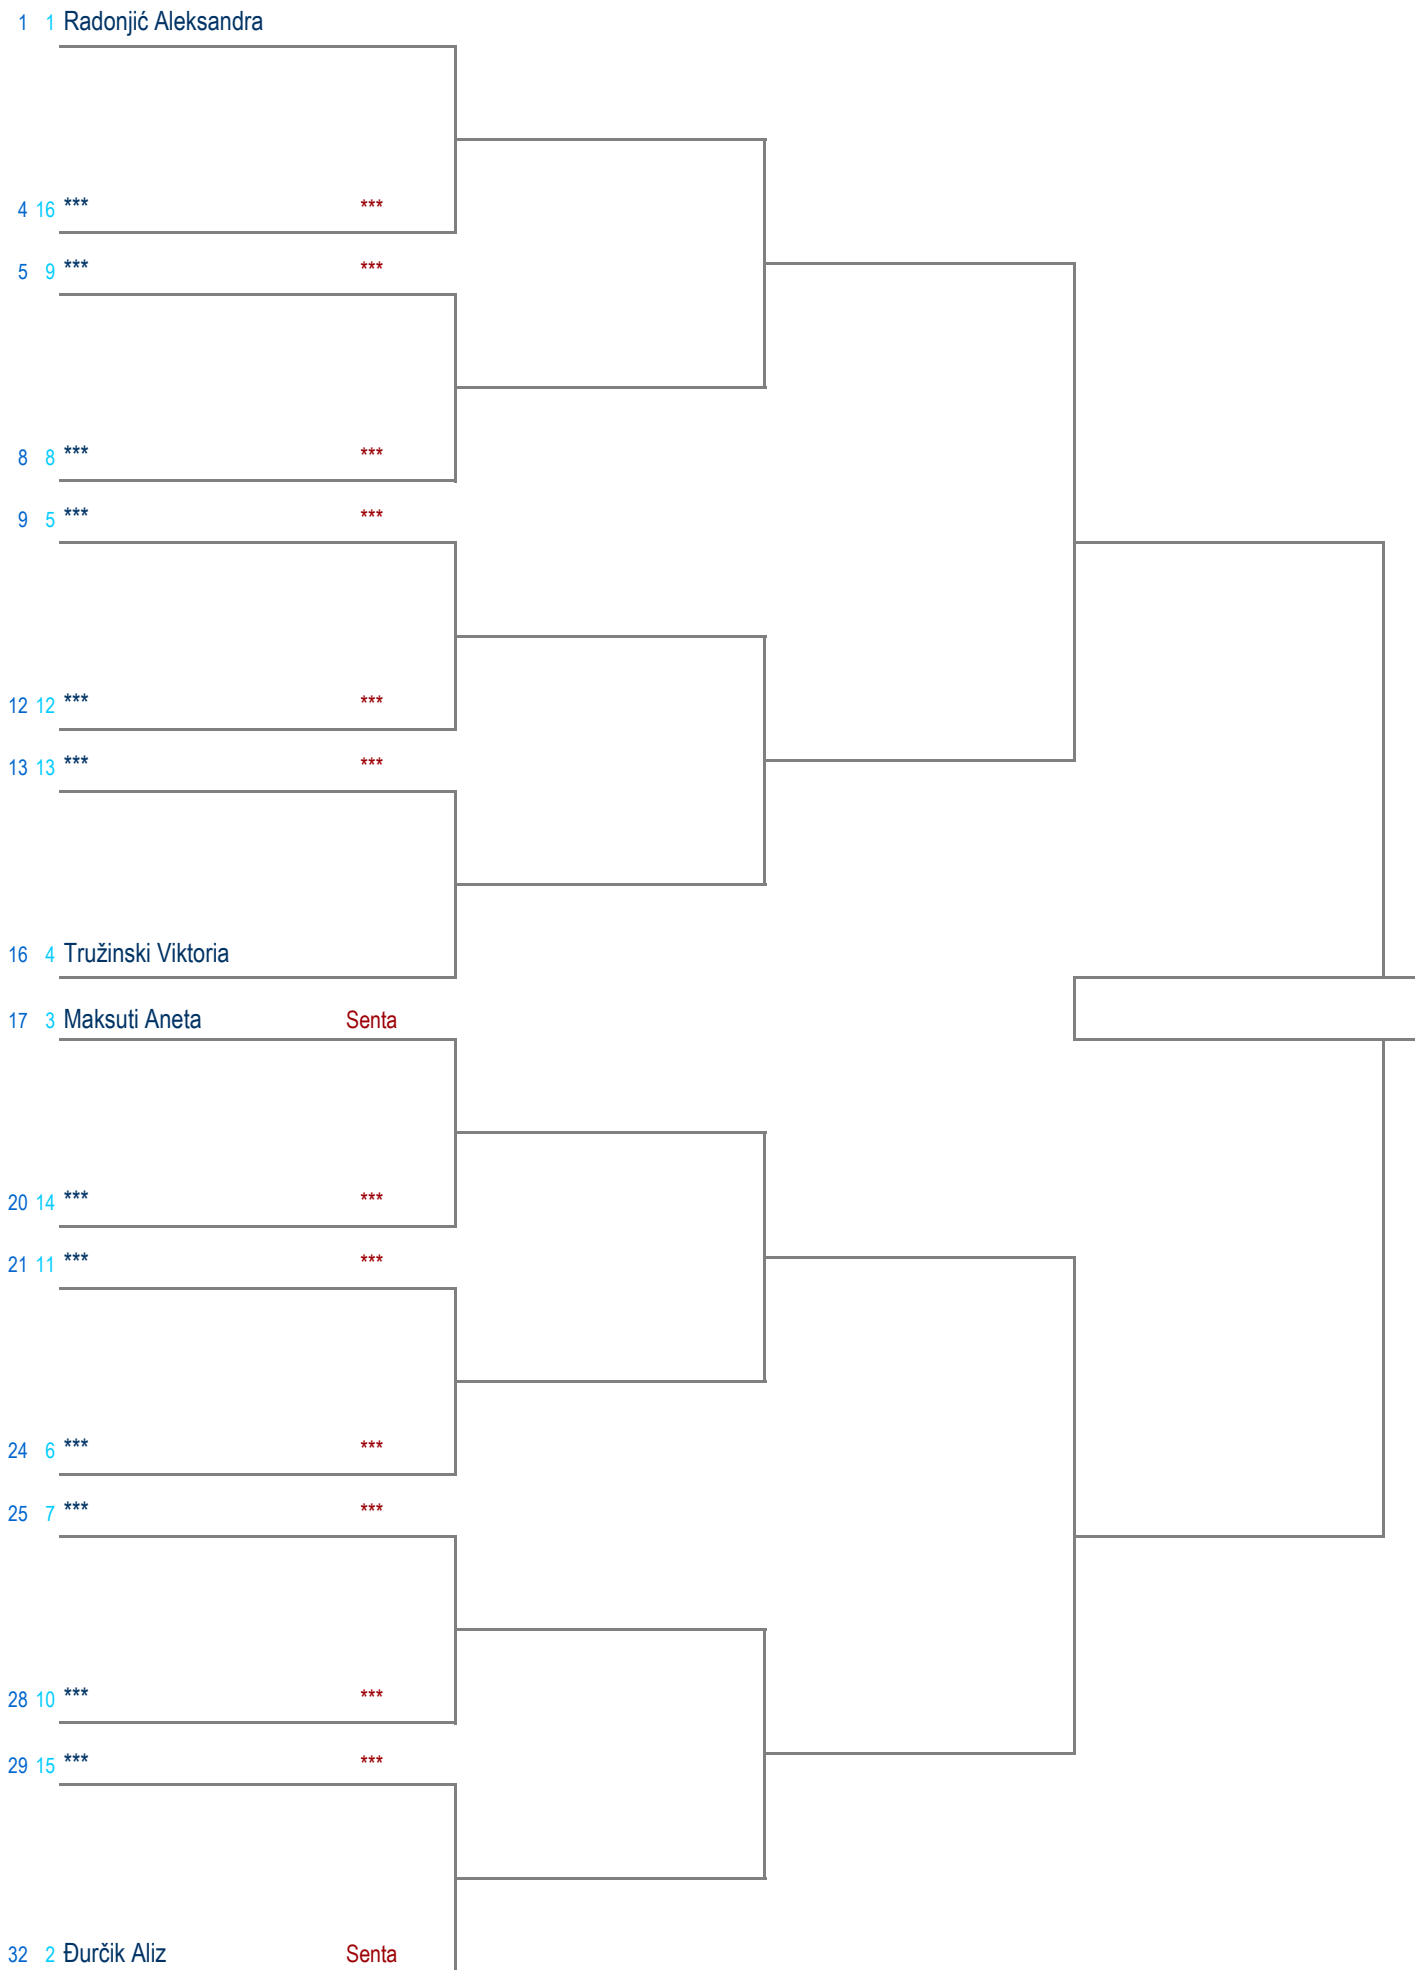 1 1 Radonjić Aleksandra
4 16 *** ***
5 9 *** ***
8 8 *** ***
9 5 *** ***
12 12 *** ***
13 13 *** ***
16 4 Tružinski Viktoria
17 3 Maksuti Aneta Senta
20 14 *** ***
21 11 *** ***
24 6 *** ***
25 7 *** ***
28 10 *** ***
29 15 *** ***
32 2 Đurčik Aliz Senta